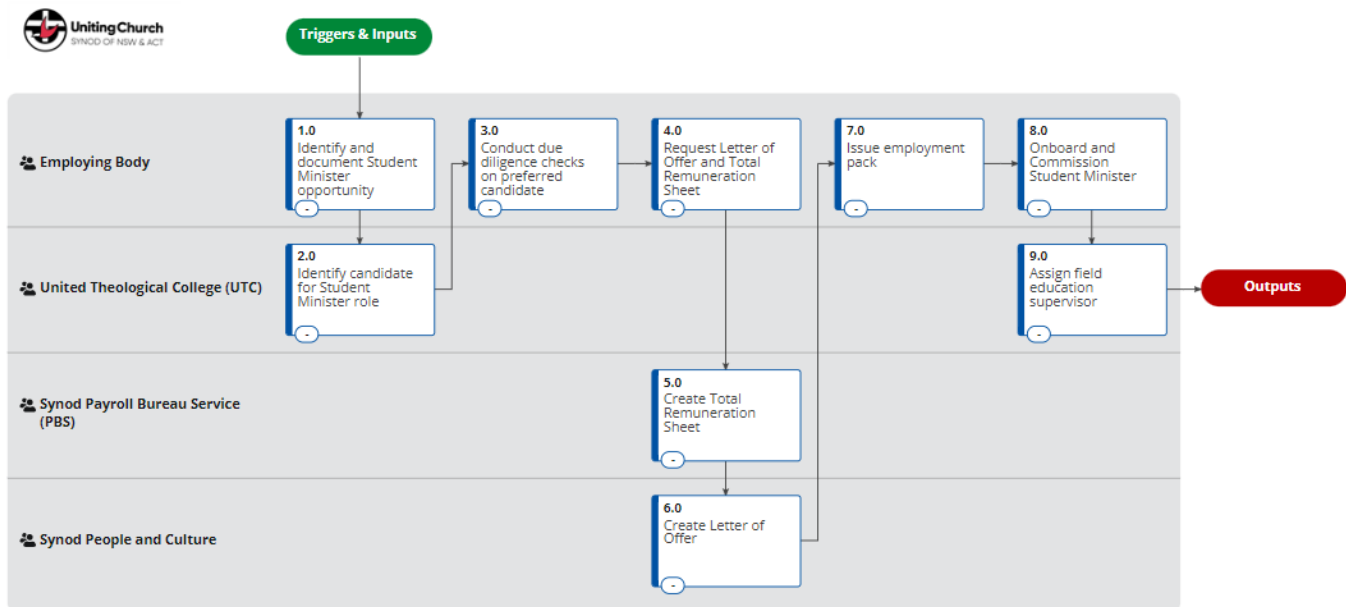 Uniting Church
SYNOD OF NSW & ACT
Triggers & Inputs
Employing Body
1.0
Identify and
document Student
Minister
opportunity
-
3.0
Conduct due
diligence checks
on preferred
candidate
-
4.0
Request Letter of
Offer and Total
Remuneration
Sheet
-
7.0
Issue employment
pack
-
8.0
Onboard and
Commission
Student Minister
-
United Theological College (UTC)
2.0
Identify candidate
for Student
Minister role
-
9.0
Assign field
education
supervisor
-
Outputs
Synod Payroll Bureau Service
(PBS)
5.0
Create Total
Remuneration
Sheet
-
Synod People and Culture
6.0
Create Letter of
Offer
-